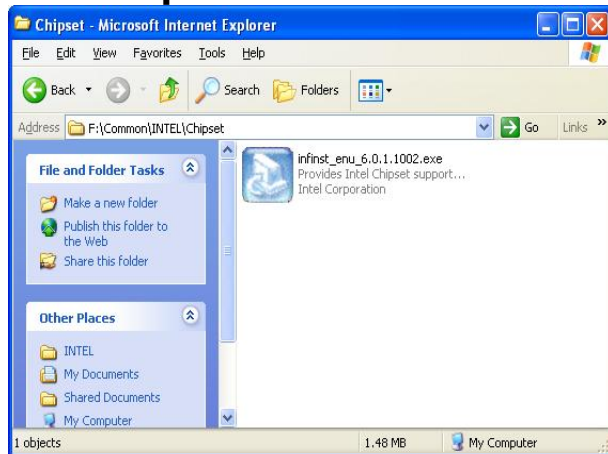 Chipset - Microsoft Internet Explorer
File Edit View Favorites Tools Help
Back Search Folders
Address F:\Common\INTEL\Chipset Go Links »
File and Folder Tasks
Make a new folder
Publish this folder to
the Web
Share this folder
Other Places
INTEL
My Documents
Shared Documents
My Computer
infinst_enu_6.0.1.1002.exe
Provides Intel Chipset support...
Intel Corporation
1 objects 1.48 MB My Computer